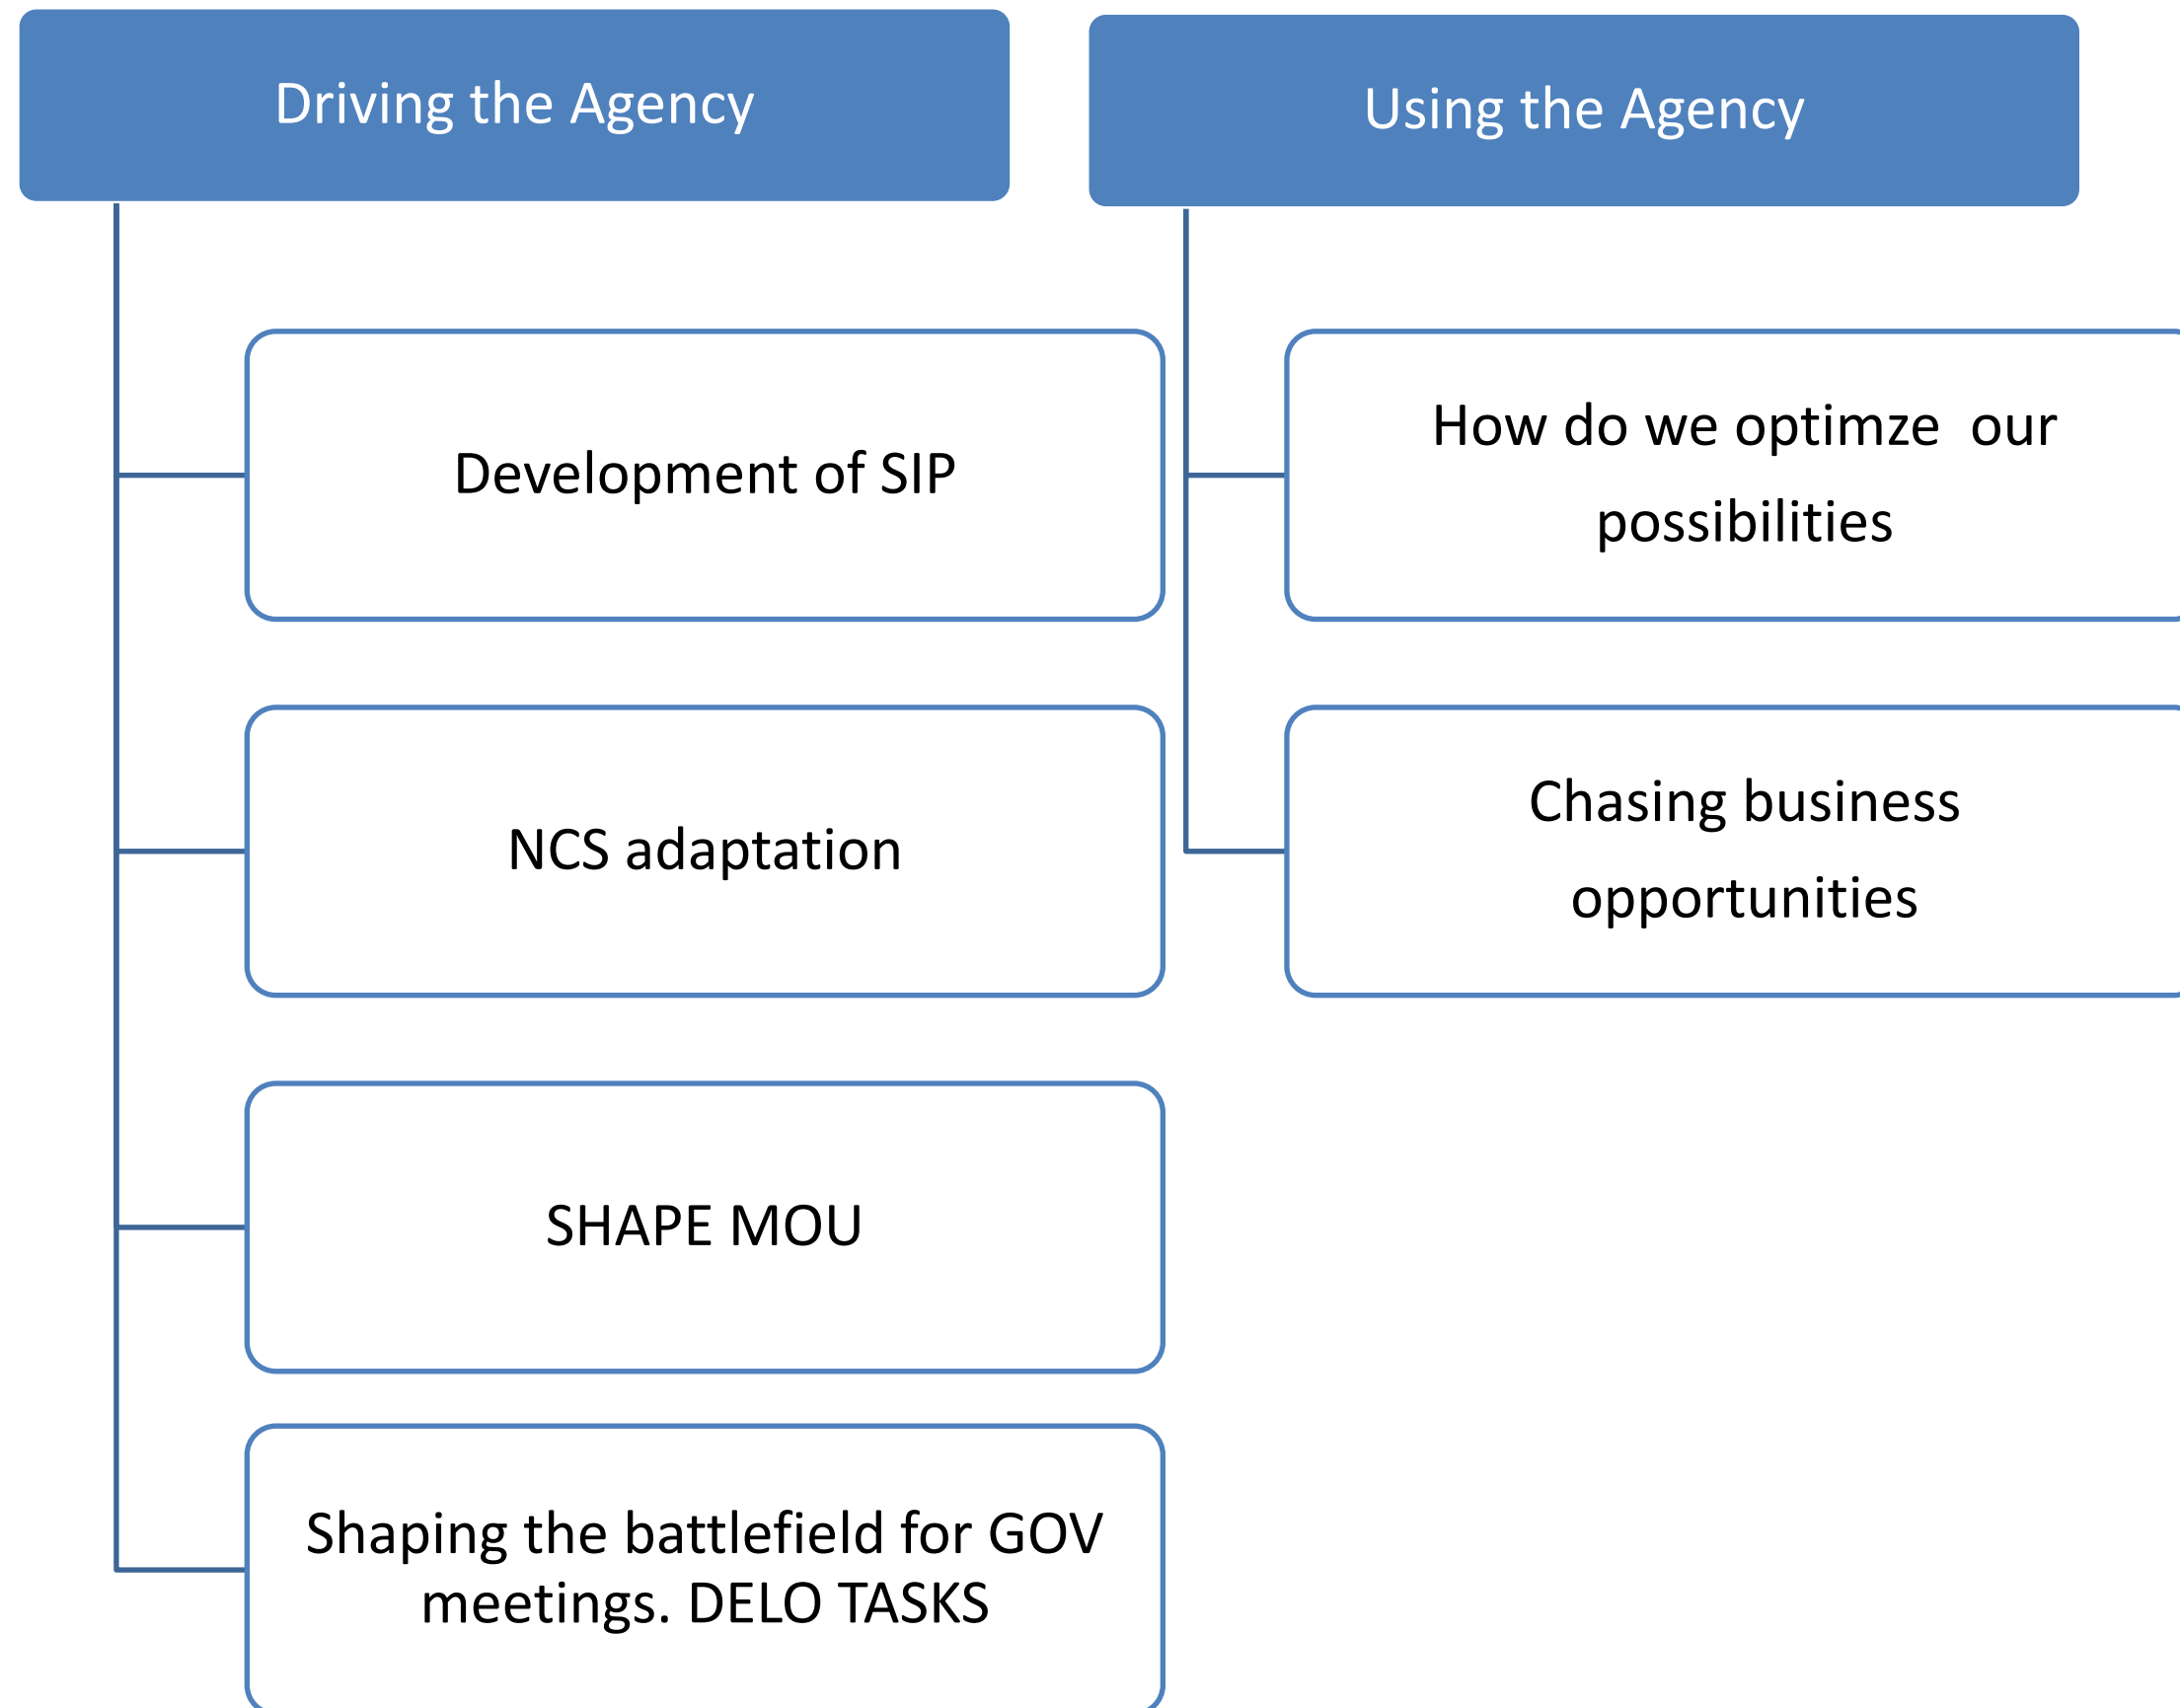 Driving the Agency
Development of SIP
NCS adaptation
SHAPE MOU
Shaping the battlefield for GOV
meetings. DELO TASKS
Using the Agency
How do we optimze  our
possibilities
Chasing business
opportunities